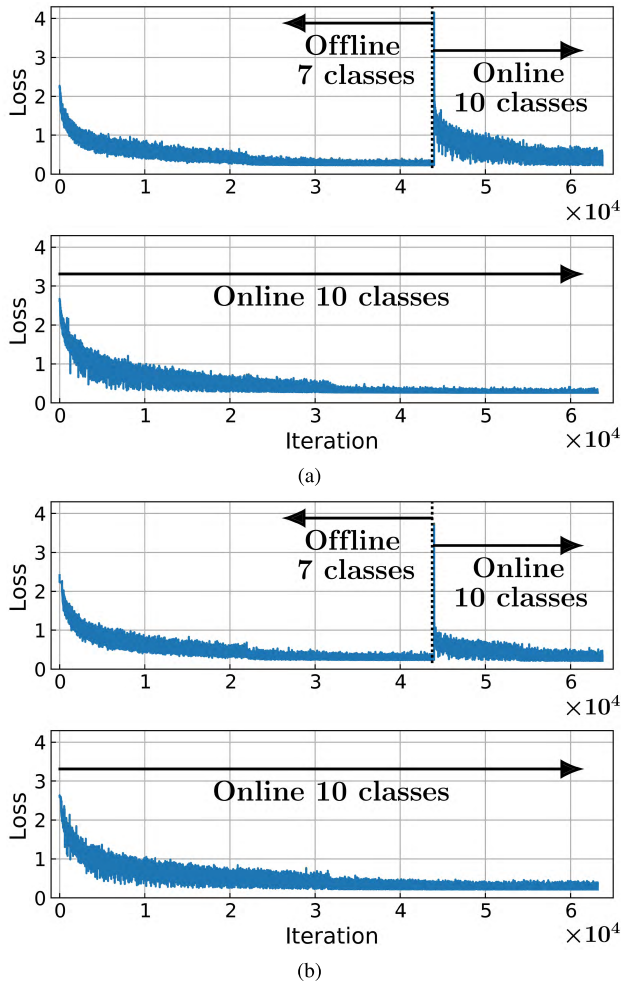 4
3
2
1
0
Loss
Offline
7 classes
Online
10 classes
0 1 2 3 4 5 6
×10⁴
4
3
2
1
0
Loss
Online 10 classes
0 1 2 3 4 5 6
Iteration
×10⁴
(a)
4
3
2
1
0
Loss
Offline
7 classes
Online
10 classes
0 1 2 3 4 5 6
×10⁴
4
3
2
1
0
Loss
Online 10 classes
0 1 2 3 4 5 6
Iteration
×10⁴
(b)